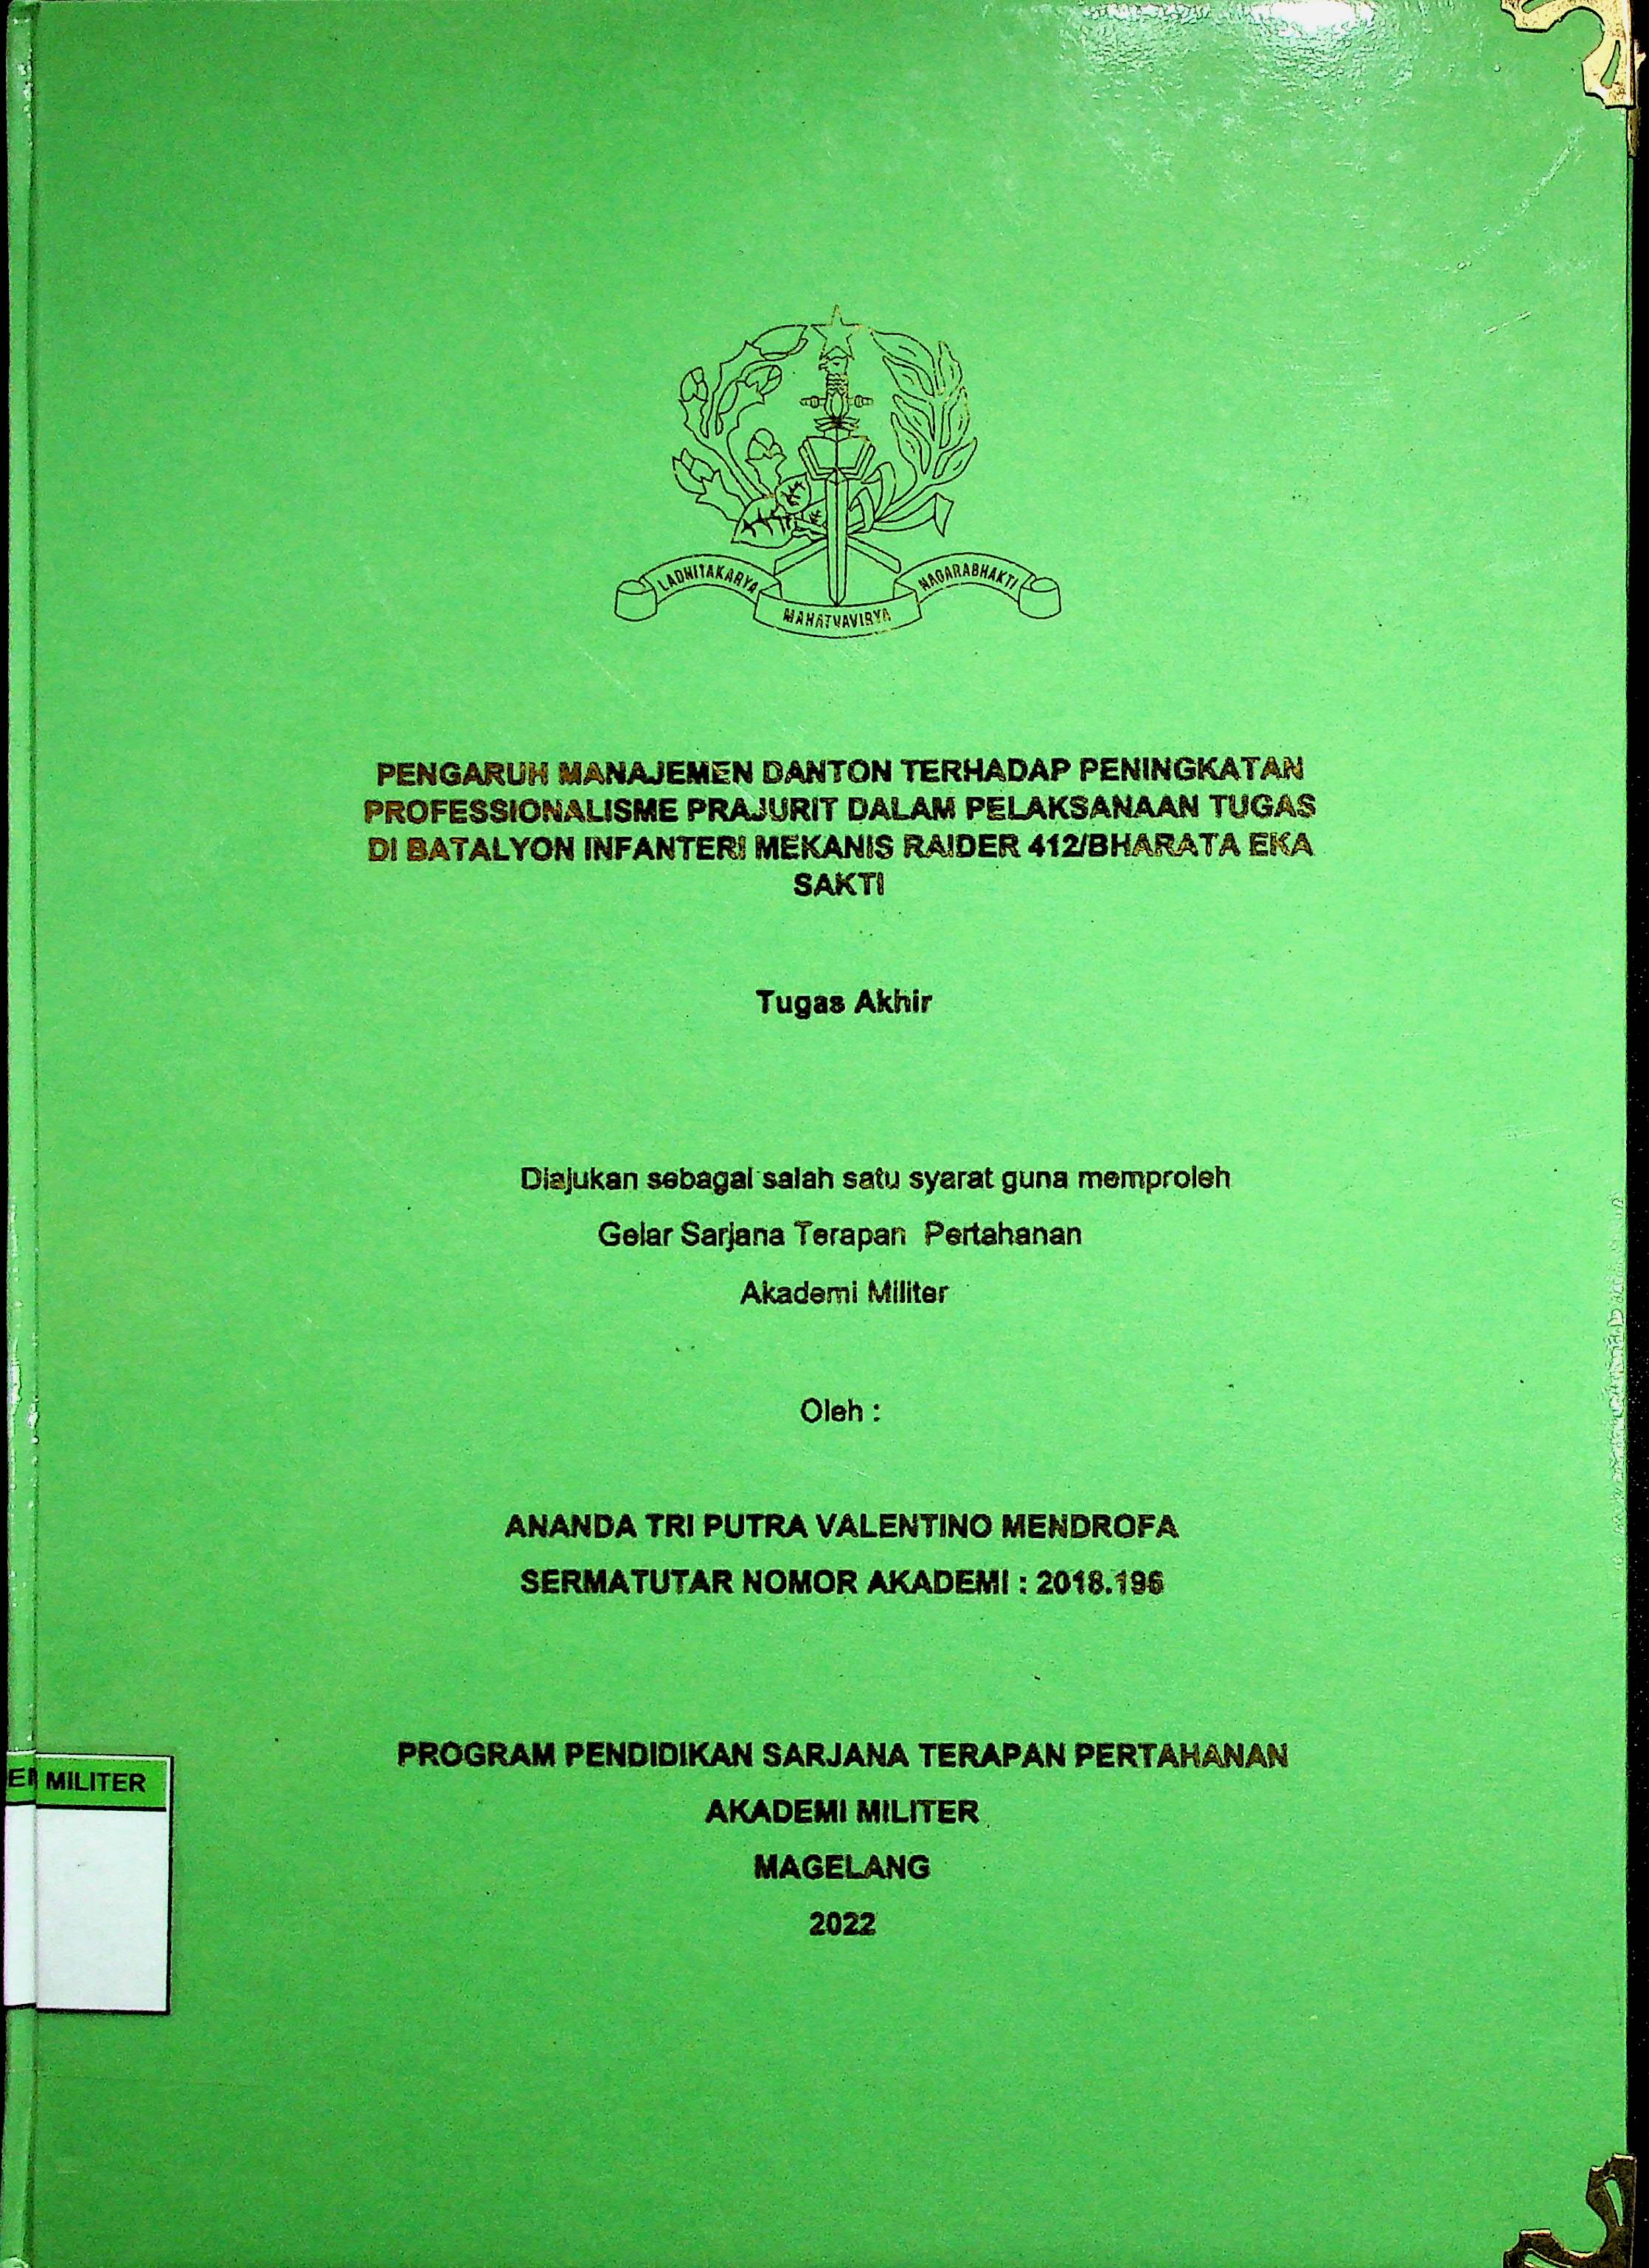 LADNITAKARYA
MAHATVAVIRYA
NAGARABHAKTI
PENGARUH MANAJEMEN DANTON TERHADAP PENINGKATAN
PROFESSIONALISME PRAJURIT DALAM PELAKSANAAN TUGAS
DI BATALYON INFANTERI MEKANIS RAIDER 412/BHARATA EKA
SAKTI
Tugas Akhir
Diajukan sebagai salah satu syarat guna memproleh
Gelar Sarjana Terapan Pertahanan
Akademi Militer
Oleh :
ANANDA TRI PUTRA VALENTINO MENDROFA
SERMATUTAR NOMOR AKADEMI : 2018.196
PROGRAM PENDIDIKAN SARJANA TERAPAN PERTAHANAN
AKADEMI MILITER
MAGELANG
2022
MILITER